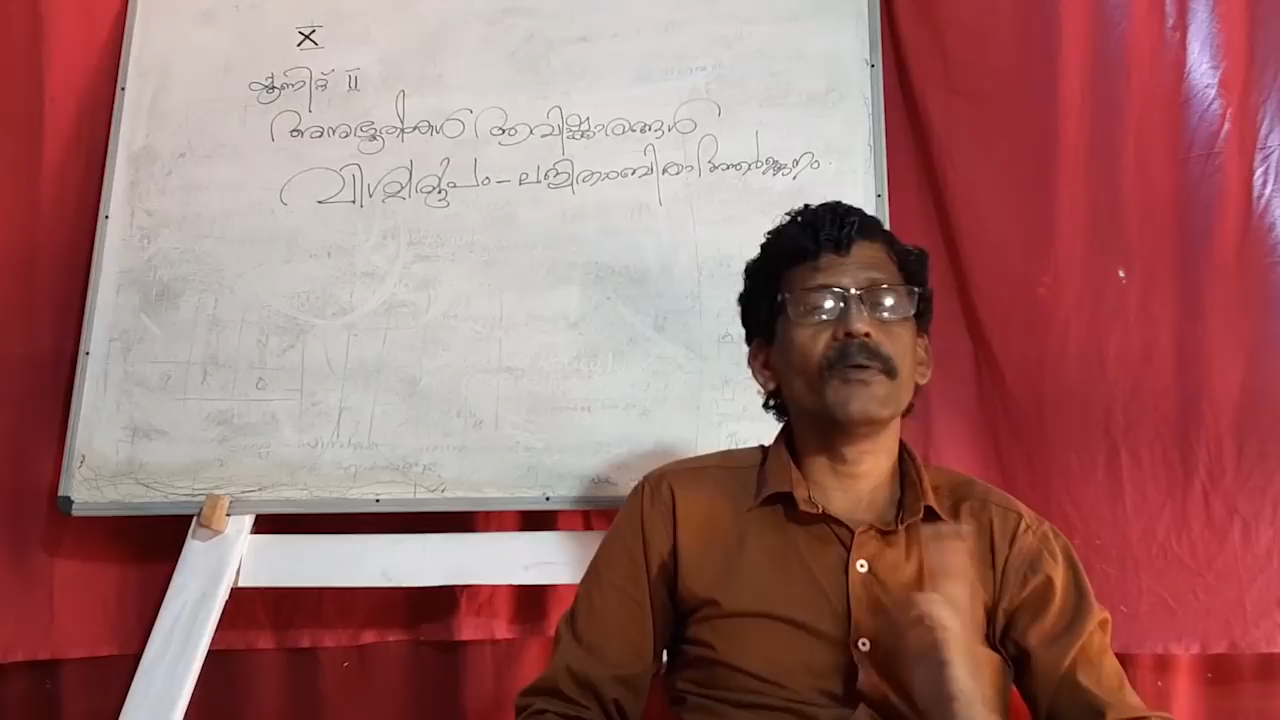 X
യൂണിറ്റ് II
അനുഭൂതികൾ ആവിഷ്കാരങ്ങൾ
വിശ്വരൂപം - ലളിതാംബികാ അന്തർജ്ജനം.